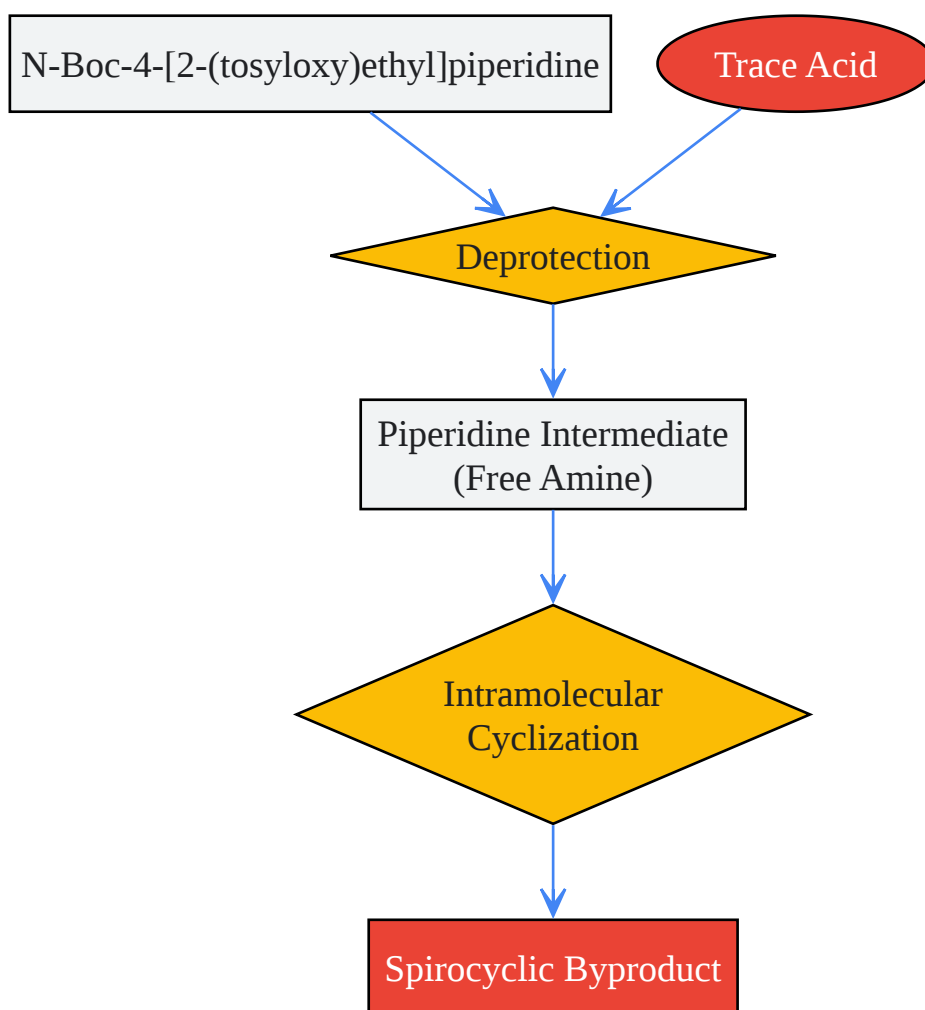 N-Boc-4-[2-(tosyloxy)ethyl]piperidine
Trace Acid
Deprotection
Piperidine Intermediate
(Free Amine)
Intramolecular
Cyclization
Spirocyclic Byproduct